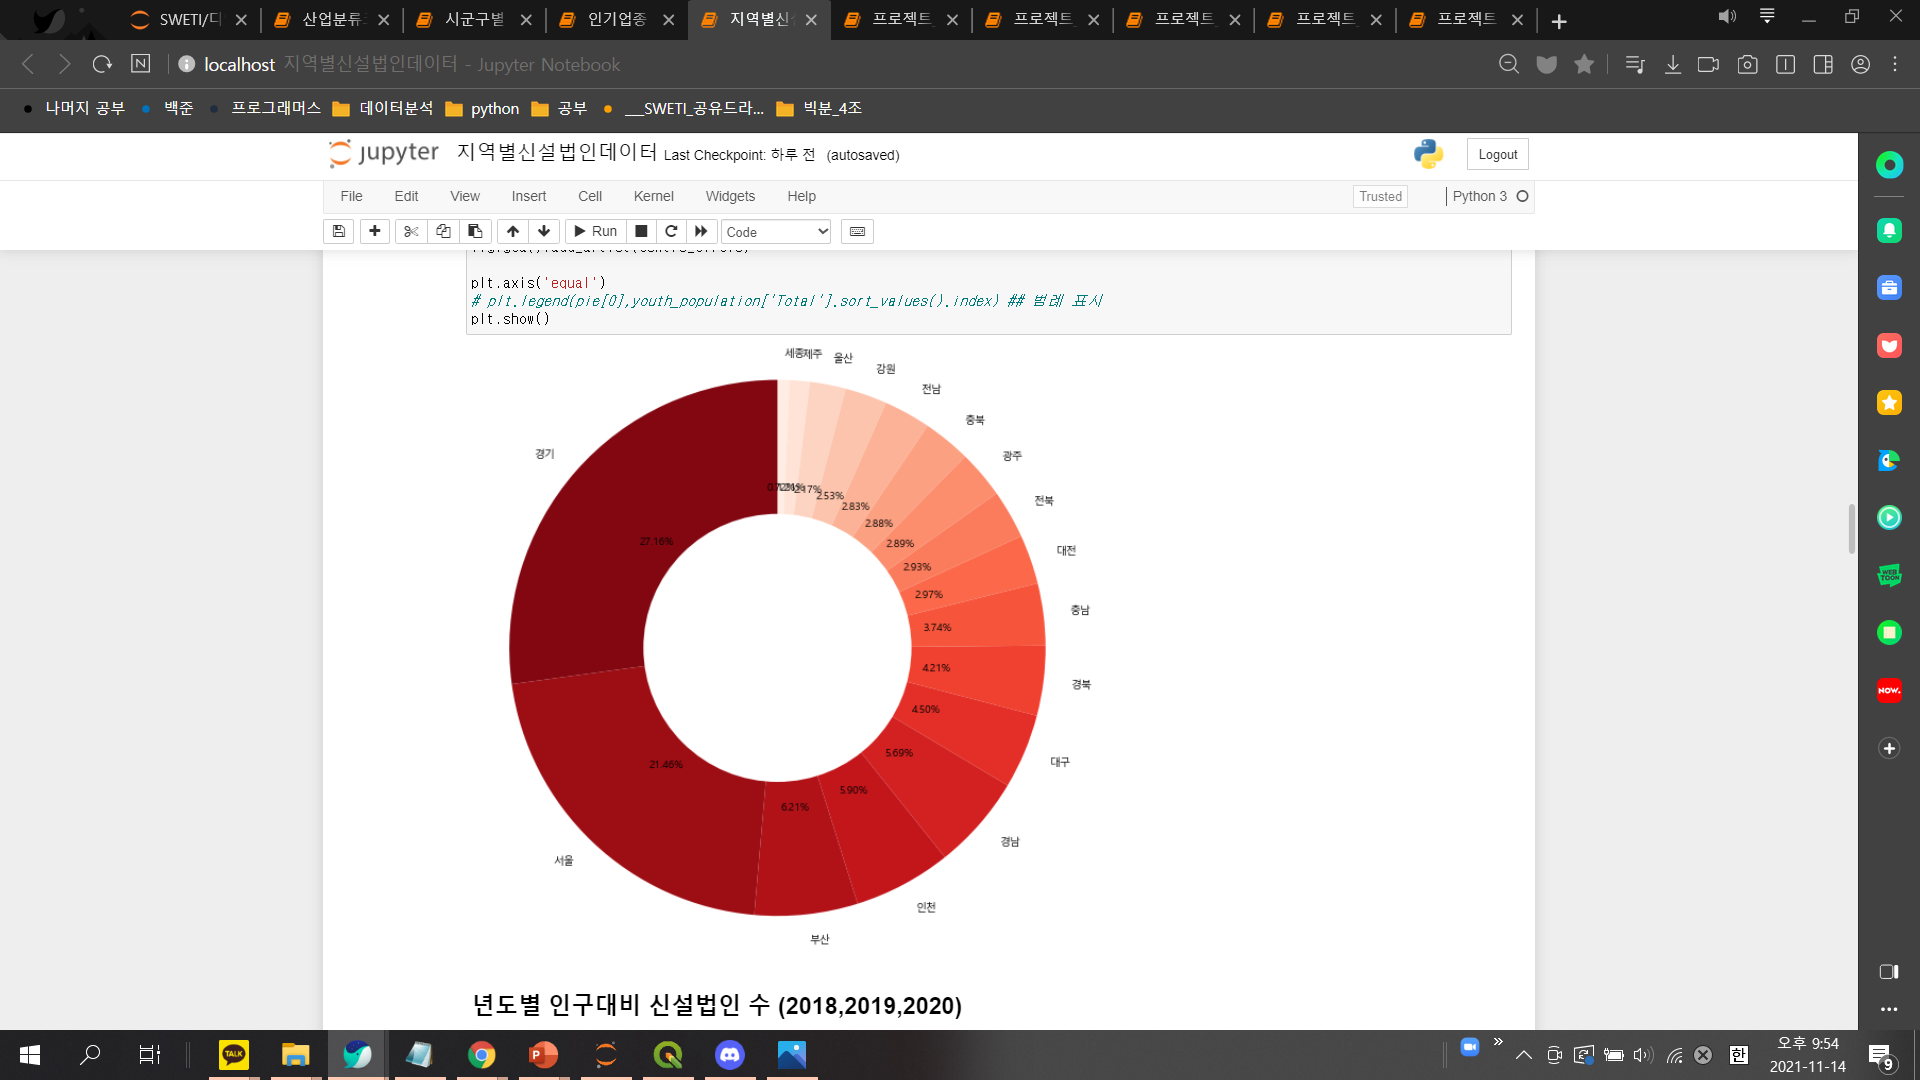 SWETI/디
산업분류
시군구별
인기업종
지역별신
프로젝트_
프로젝트_
프로젝트_
프로젝트_
프로젝트
localhost 지역별신설법인데이터 - Jupyter Notebook
나머지 공부
백준
프로그래머스
데이터분석
python
공부
___SWETI_공유드라...
빅분_4조
jupyter 지역별신설법인데이터 Last Checkpoint: 하루 전 (autosaved)
Logout
File Edit View Insert Cell Kernel Widgets Help
Trusted
Python 3
Run
Code
plt.axis('equal')
# plt.legend(pie[0],youth_population['Total'].sort_values().index) ## 범례 표시
plt.show()
세종
제주
울산
강원
전남
충북
광주
전북
대전
충남
경북
대구
경남
인천
부산
서울
경기
2.53%
2.83%
2.88%
2.89%
2.93%
2.97%
3.74%
4.21%
4.50%
5.69%
5.90%
6.21%
21.46%
27.16%
년도별 인구대비 신설법인 수 (2018,2019,2020)
WEB
TOON
NOW.
TALK
한
오후 9:54
2021-11-14
9